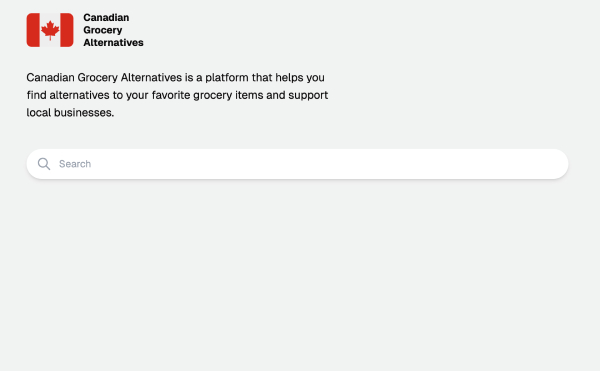 Canadian
Grocery
Alternatives
Canadian Grocery Alternatives is a platform that helps you
find alternatives to your favorite grocery items and support
local businesses.
Search